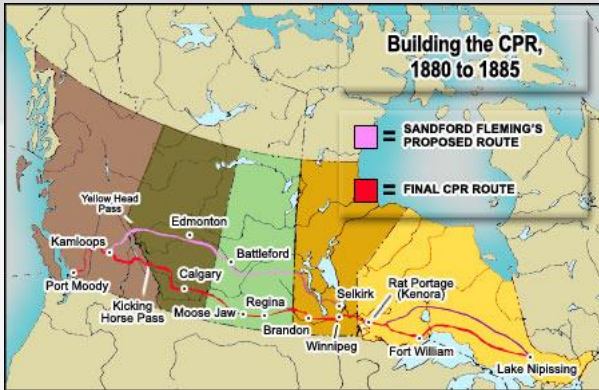 Building the CPR,
1880 to 1885
= SANDFORD FLEMING'S
PROPOSED ROUTE
= FINAL CPR ROUTE
Yellow Head
Pass
Edmonton
Kamloops
Battleford
Calgary
Port Moody
Kicking
Horse Pass
Moose Jaw
Regina
Brandon
Selkirk
Winnipeg
Rat Portage
(Kenora)
Fort William
Lake Nipissing